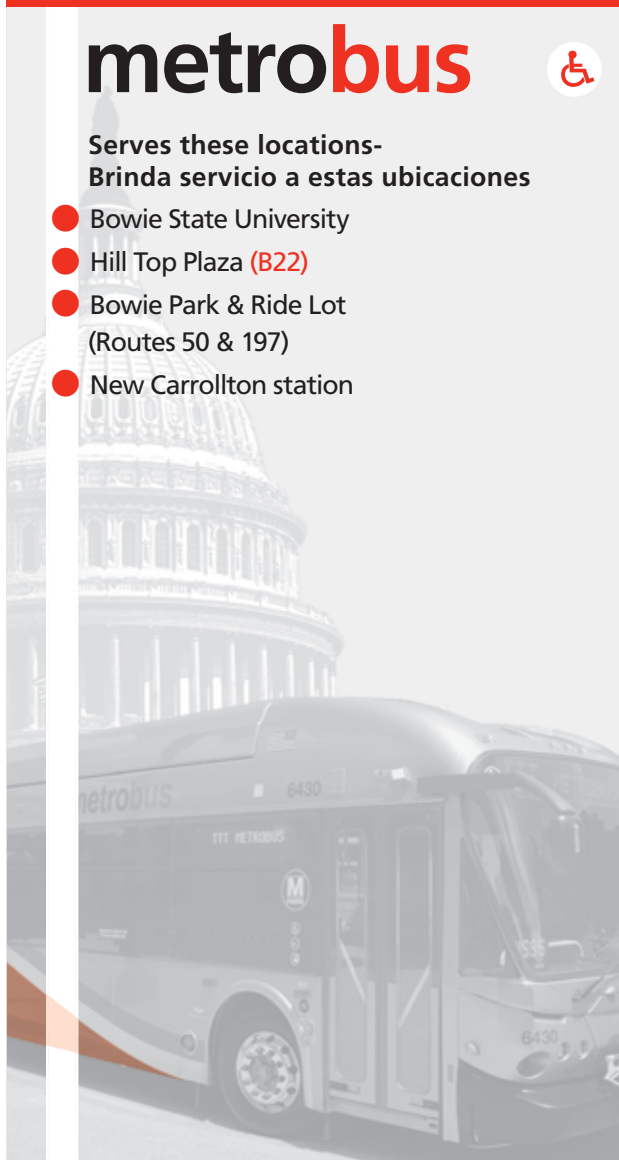 metrobus
Serves these locations-
Brinda servicio a estas ubicaciones
Bowie State University
Hill Top Plaza (B22)
Bowie Park & Ride Lot
(Routes 50 & 197)
New Carrollton station
metrobus
6430
TTT METROBUS
M
6430